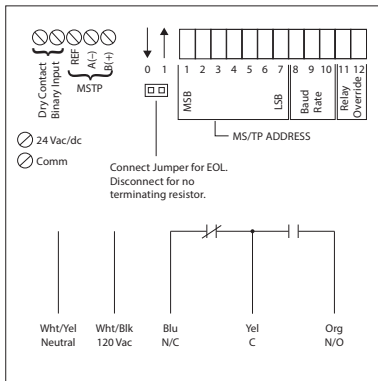 Dry Contact
Binary Input
REF
A(-)
B(+)
MSTP
0 1
1 2 3 4 5 6 7 8 9 10 11 12
MSB
LSB
Baud
Rate
Relay
Override
MS/TP ADDRESS
24 Vac/dc
Comm
Connect Jumper for EOL.
Disconnect for no
terminating resistor.
Wht/Yel
Neutral
Wht/Blk
120 Vac
Blu
N/C
Yel
C
Org
N/O